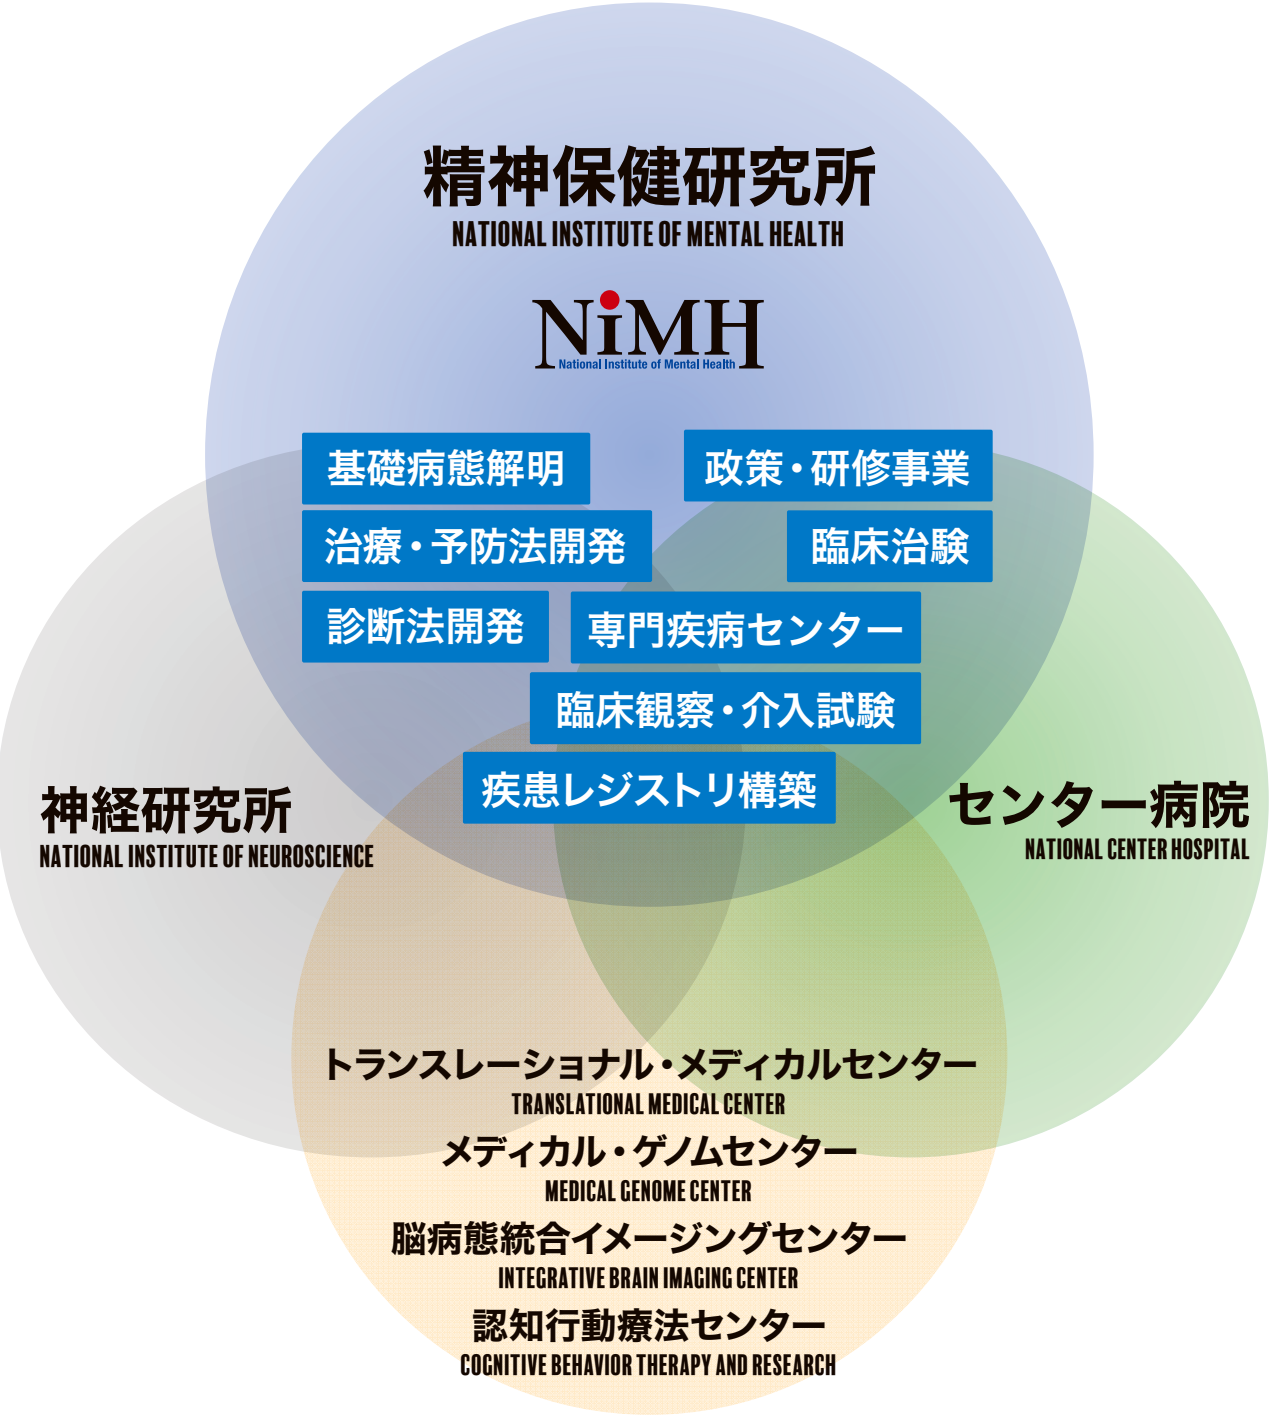 精神保健研究所
NATIONAL INSTITUTE OF MENTAL HEALTH
NiMH
National Institute of Mental Health
基礎病態解明
政策・研修事業
治療・予防法開発
臨床治験
診断法開発
専門疾病センター
臨床観察・介入試験
疾患レジストリ構築
神経研究所
NATIONAL INSTITUTE OF NEUROSCIENCE
センター病院
NATIONAL CENTER HOSPITAL
トランスレーショナル・メディカルセンター
TRANSLATIONAL MEDICAL CENTER
メディカル・ゲノムセンター
MEDICAL GENOME CENTER
脳病態統合イメージングセンター
INTEGRATIVE BRAIN IMAGING CENTER
認知行動療法センター
COGNITIVE BEHAVIOR THERAPY AND RESEARCH